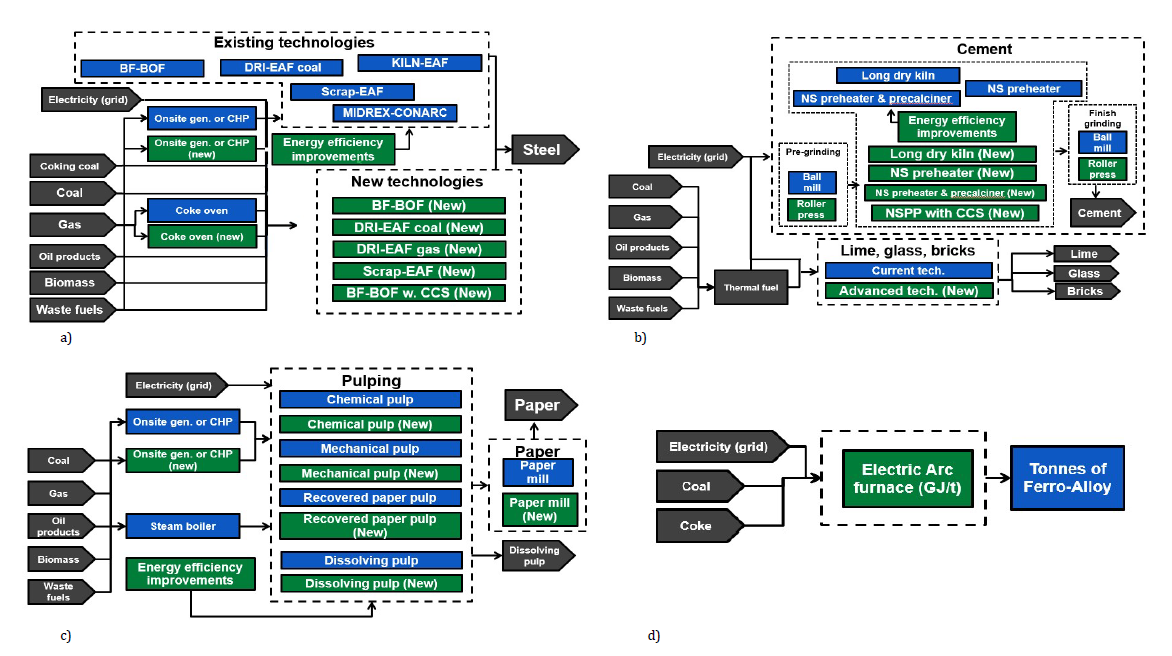 Existing technologies
BF-BOF
DRI-EAF coal
KILN-EAF
Scrap-EAF
MIDREX-CONARC
Electricity (grid)
Onsite gen. or CHP
Onsite gen. or CHP
(new)
Energy efficiency
improvements
Coking coal
Coal
Gas
Oil products
Biomass
Waste fuels
Coke oven
Coke oven (new)
New technologies
BF-BOF (New)
DRI-EAF coal (New)
DRI-EAF gas (New)
Scrap-EAF (New)
BF-BOF w. CCS (New)
Steel
a)
Cement
Long dry kiln
NS preheater
NS preheater & precalciner
Energy efficiency
improvements
Long dry kiln (New)
NS preheater (New)
NS preheater & precalciner (New)
NSPP with CCS (New)
Pre-grinding
Ball
mill
Roller
press
Finish
grinding
Ball
mill
Roller
press
Cement
Electricity (grid)
Coal
Gas
Oil products
Biomass
Waste fuels
Thermal fuel
Lime, glass, bricks
Current tech.
Advanced tech. (New)
Lime
Glass
Bricks
b)
Electricity (grid)
Onsite gen. or CHP
Onsite gen. or CHP
(new)
Coal
Gas
Oil
products
Biomass
Waste
fuels
Steam boiler
Energy efficiency
improvements
Pulping
Chemical pulp
Chemical pulp (New)
Mechanical pulp
Mechanical pulp (New)
Recovered paper pulp
Recovered paper pulp
(New)
Dissolving pulp
Dissolving pulp (New)
Paper
Paper
Paper
mill
Paper mill
(New)
Dissolving
pulp
c)
Electricity (grid)
Coal
Coke
Electric Arc
furnace (GJ/t)
Tonnes of
Ferro-Alloy
d)